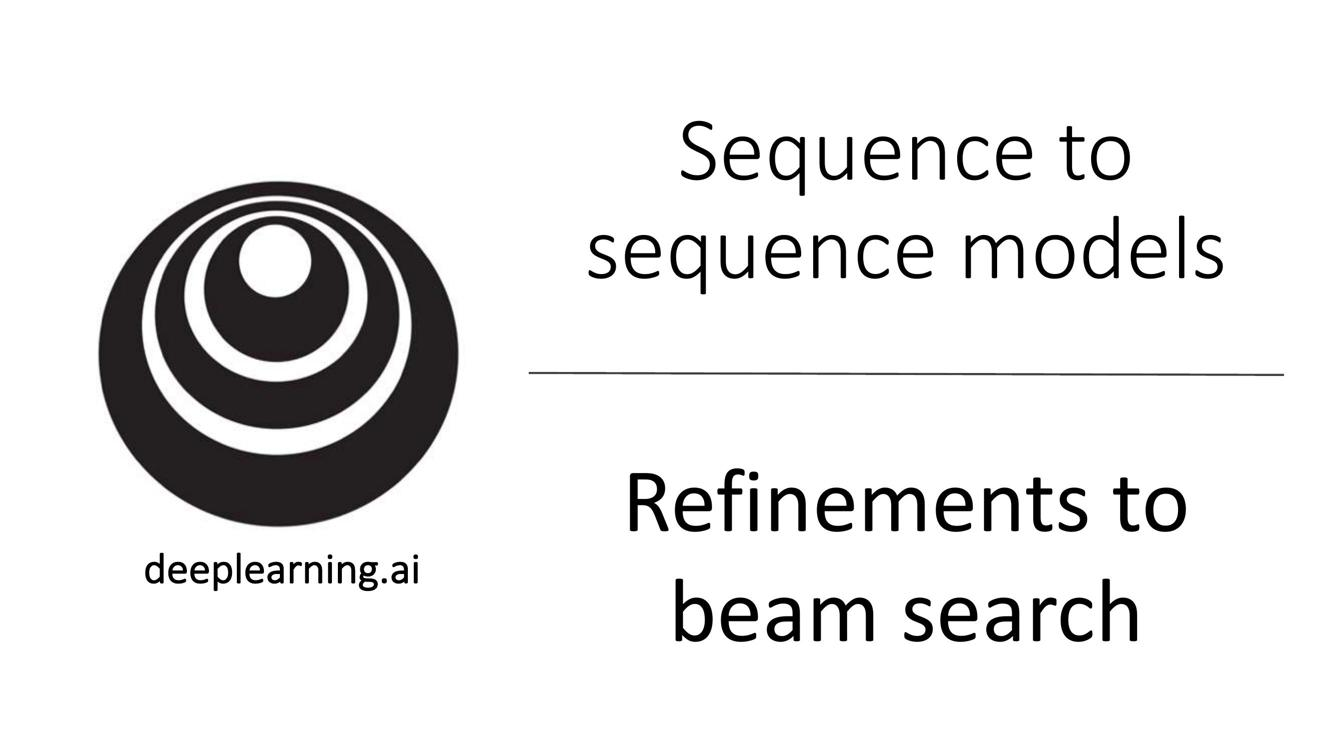 Sequence to
sequence models
Refinements to
beam search
deeplearning.ai